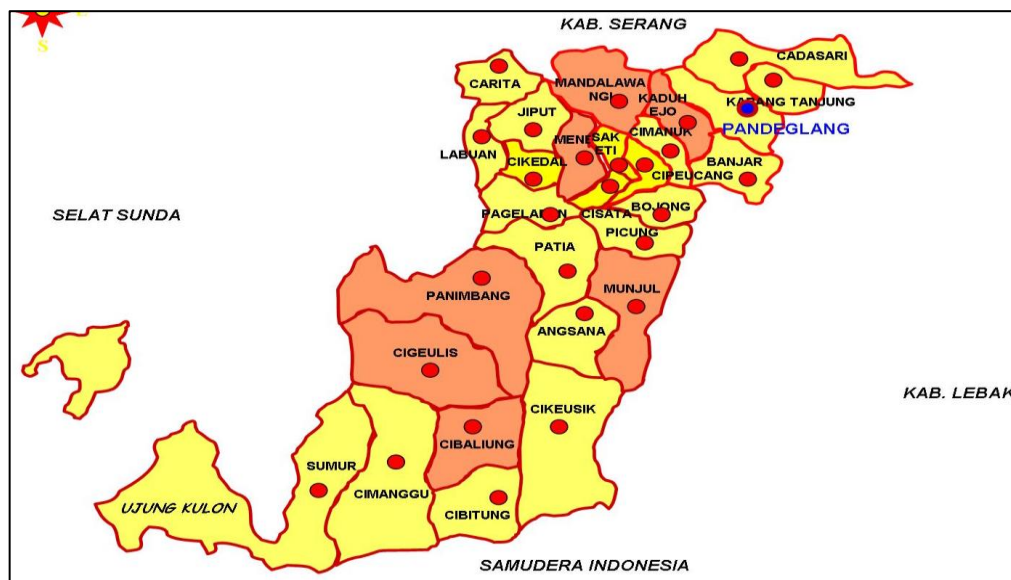 E
S
KAB. SERANG
CADASARI
CARITA
MANDALAWA
NGI
KADUH
EJO
KARANG TANJUNG
JIPUT
SAK
ETI
CIMANUK
PANDEGLANG
LABUAN
MENES
CIKEDAL
CIPEUCANG
BANJAR
SELAT SUNDA
PAGELARAN
CISATA
BOJONG
PICUNG
PATIA
PANIMBANG
MUNJUL
ANGSANA
CIGEULIS
KAB. LEBAK
CIKEUSIK
CIBALIUNG
SUMUR
CIMANGGU
UJUNG KULON
CIBITUNG
SAMUDERA INDONESIA